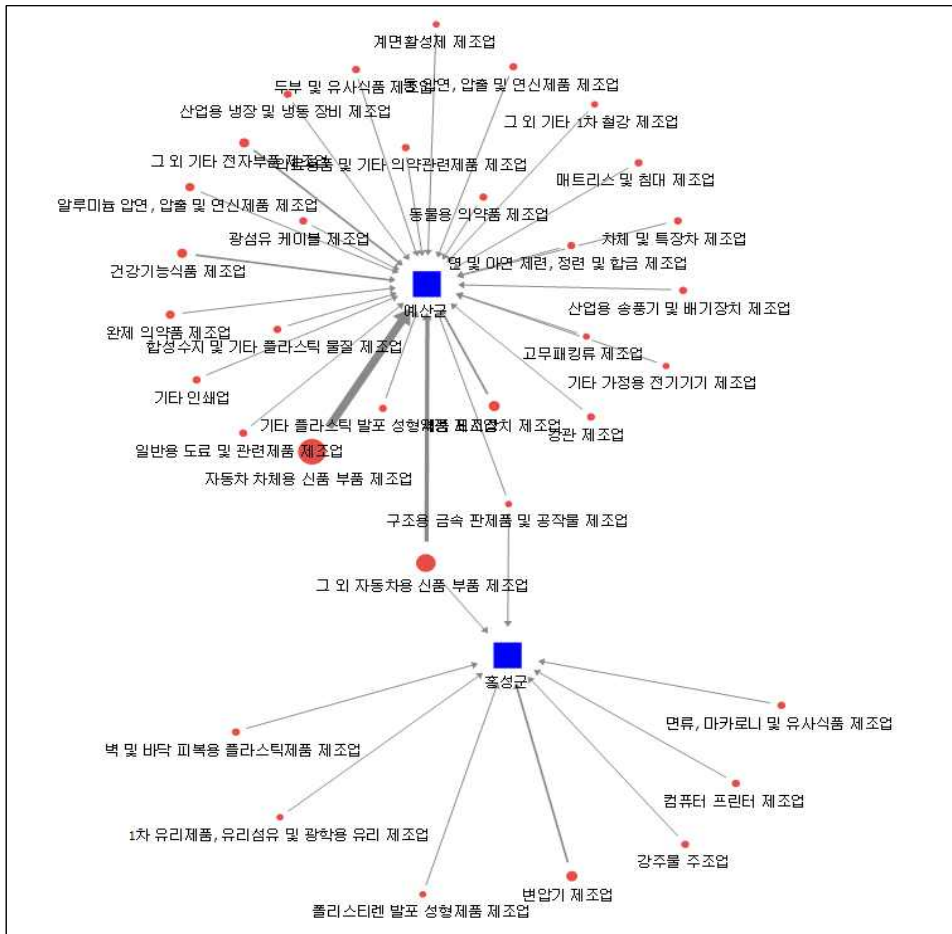 계면활성제 제조업
두부 및 유사식품 제조업
동 압연, 압출 및 연신제품 제조업
산업용 냉장 및 냉동 장비 제조업
그 외 기타 1차 철강 제조업
그 외 기타 전자부품 제조업
의료용품 및 기타 의약관련제품 제조업
매트리스 및 침대 제조업
알루미늄 압연, 압출 및 연신제품 제조업
동물용 의약품 제조업
광섬유 케이블 제조업
차체 및 특장차 제조업
연 및 아연 제련, 정련 및 합금 제조업
건강기능식품 제조업
예산군
산업용 송풍기 및 배기장치 제조업
완제 의약품 제조업
합성수지 및 기타 플라스틱 물질 제조업
고무패킹류 제조업
기타 인쇄업
기타 가정용 전기기기 제조업
기타 플라스틱 발포 성형제품 제조업
강관 제조업
일반용 도료 및 관련제품 제조업
자동차 차체용 신품 부품 제조업
구조용 금속 판제품 및 공작물 제조업
그 외 자동차용 신품 부품 제조업
홍성군
면류, 마카로니 및 유사식품 제조업
벽 및 바닥 피복용 플라스틱제품 제조업
컴퓨터 프린터 제조업
1차 유리제품, 유리섬유 및 광학용 유리 제조업
강주물 주조업
변압기 제조업
폴리스티렌 발포 성형제품 제조업